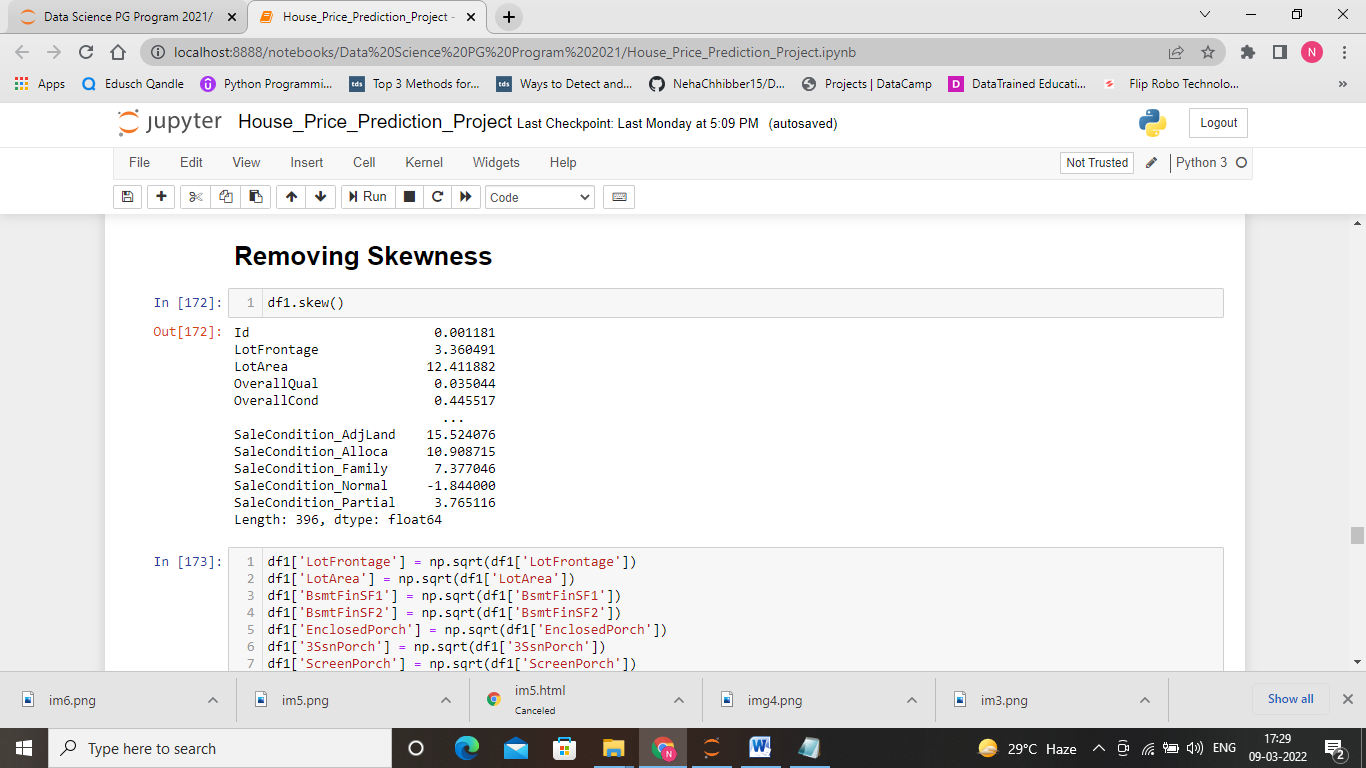 Data Science PG Program 2021/
House_Price_Prediction_Project -
localhost:8888/notebooks/Data%20Science%20PG%20Program%202021/House_Price_Prediction_Project.ipynb
N
Apps Edusch Qandle Python Programmi... tds Top 3 Methods for... tds Ways to Detect and... NehaChhibber15/D... Projects | DataCamp D DataTrained Educati... Flip Robo Technolo... »
jupyter House_Price_Prediction_Project Last Checkpoint: Last Monday at 5:09 PM (autosaved) Logout
File Edit View Insert Cell Kernel Widgets Help Not Trusted Python 3
Run Code
Removing Skewness
In [172]: 1 df1.skew()
Out[172]: Id 0.001181
LotFrontage 3.360491
LotArea 12.411882
OverallQual 0.035044
OverallCond 0.445517
...
SaleCondition_AdjLand 15.524076
SaleCondition_Alloca 10.908715
SaleCondition_Family 7.377046
SaleCondition_Normal -1.844000
SaleCondition_Partial 3.765116
Length: 396, dtype: float64
In [173]: 1 df1['LotFrontage'] = np.sqrt(df1['LotFrontage'])
2 df1['LotArea'] = np.sqrt(df1['LotArea'])
3 df1['BsmtFinSF1'] = np.sqrt(df1['BsmtFinSF1'])
4 df1['BsmtFinSF2'] = np.sqrt(df1['BsmtFinSF2'])
5 df1['EnclosedPorch'] = np.sqrt(df1['EnclosedPorch'])
6 df1['3SsnPorch'] = np.sqrt(df1['3SsnPorch'])
7 df1['ScreenPorch'] = np.sqrt(df1['ScreenPorch'])
im6.png im5.png im5.html img4.png im3.png Show all
Canceled
Type here to search N W 29°C Haze ENG 17:29
09-03-2022 2